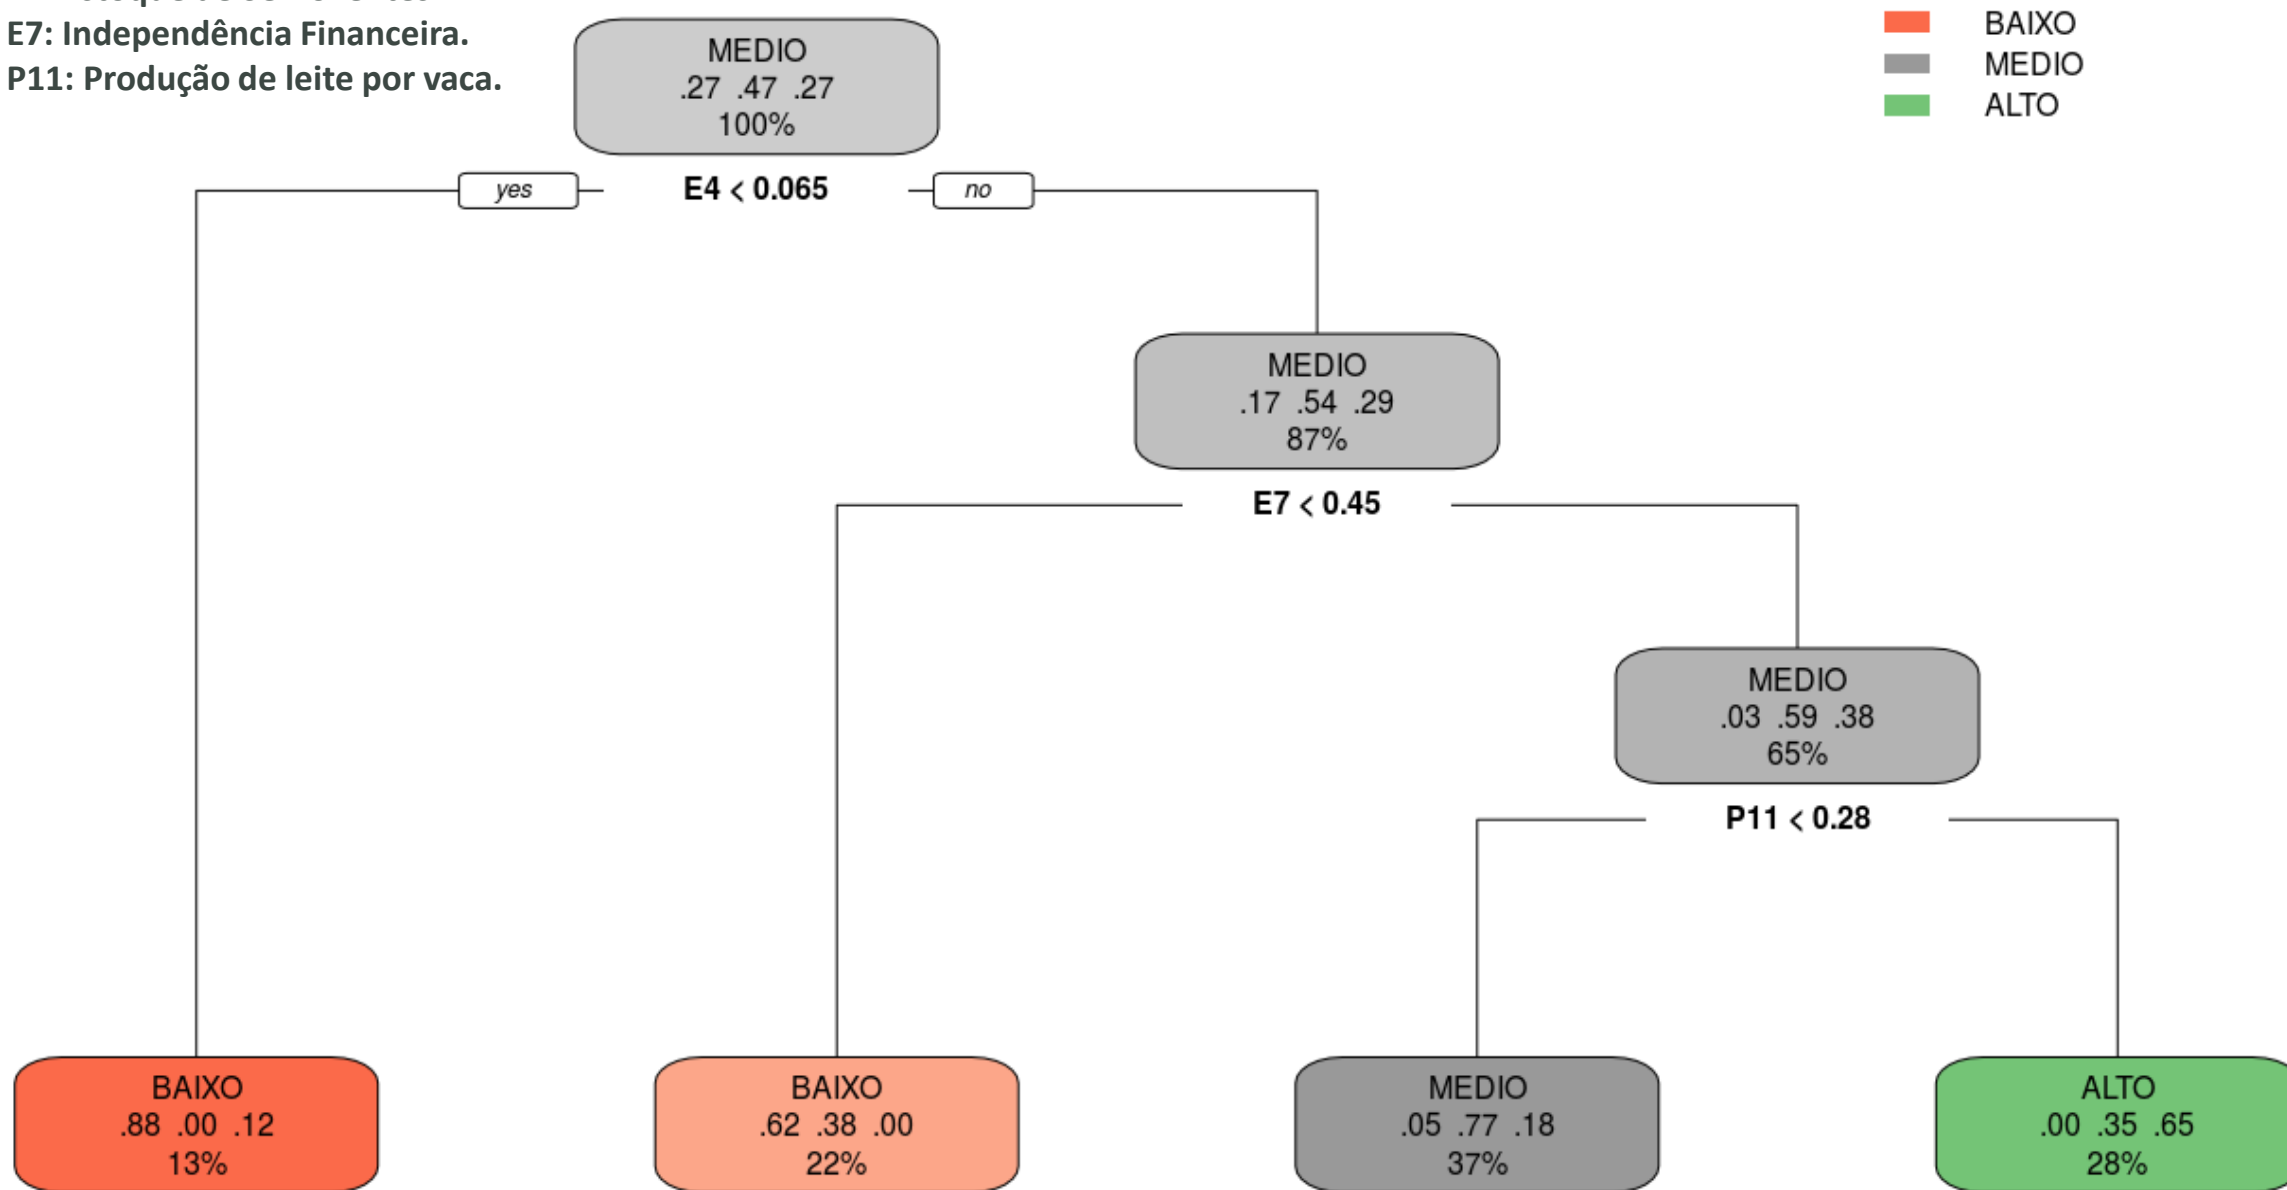 E7: Independência Financeira.
P11: Produção de leite por vaca.
BAIXO
MEDIO
ALTO
MEDIO
.27 .47 .27
100%
yes
E4 < 0.065
no
MEDIO
.17 .54 .29
87%
E7 < 0.45
MEDIO
.03 .59 .38
65%
P11 < 0.28
BAIXO
.88 .00 .12
13%
BAIXO
.62 .38 .00
22%
MEDIO
.05 .77 .18
37%
ALTO
.00 .35 .65
28%